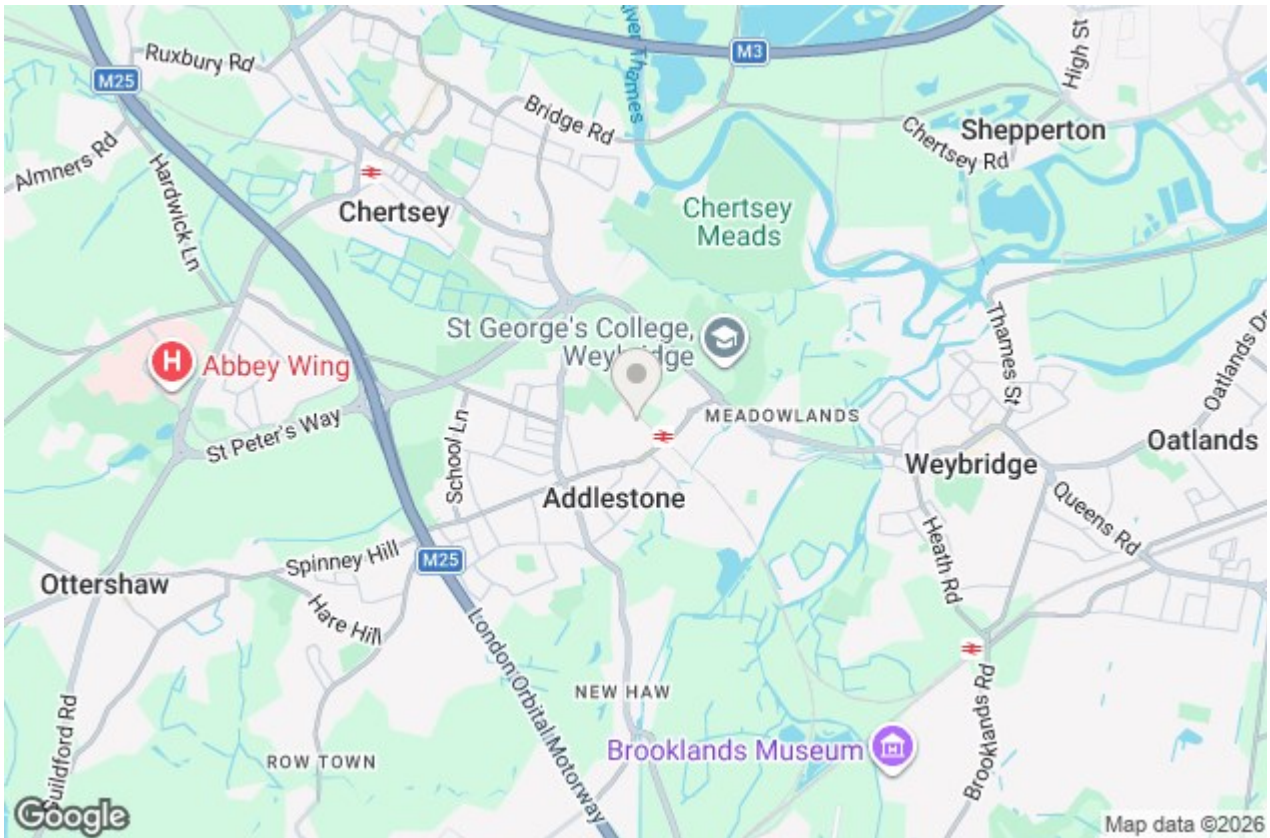 Ruxbury Rd
M25
M3
High St
River Thames
Bridge Rd
Shepperton
Chertsey Rd
Almners Rd
Hardwick Ln
Chertsey
Chertsey
Meads
St George's College,
Weybridge
Thames St
Oatlands Dr
Abbey Wing
MEADOWLANDS
St Peter's Way
School Ln
Oatlands
Weybridge
Addlestone
Queens Rd
Spinney Hill
M25
Heath Rd
Ottershaw
Hare Hill
London Orbital Motorway
NEW HAW
Brooklands Rd
Guildford Rd
ROW TOWN
Brooklands Museum
Google
Map data ©2026